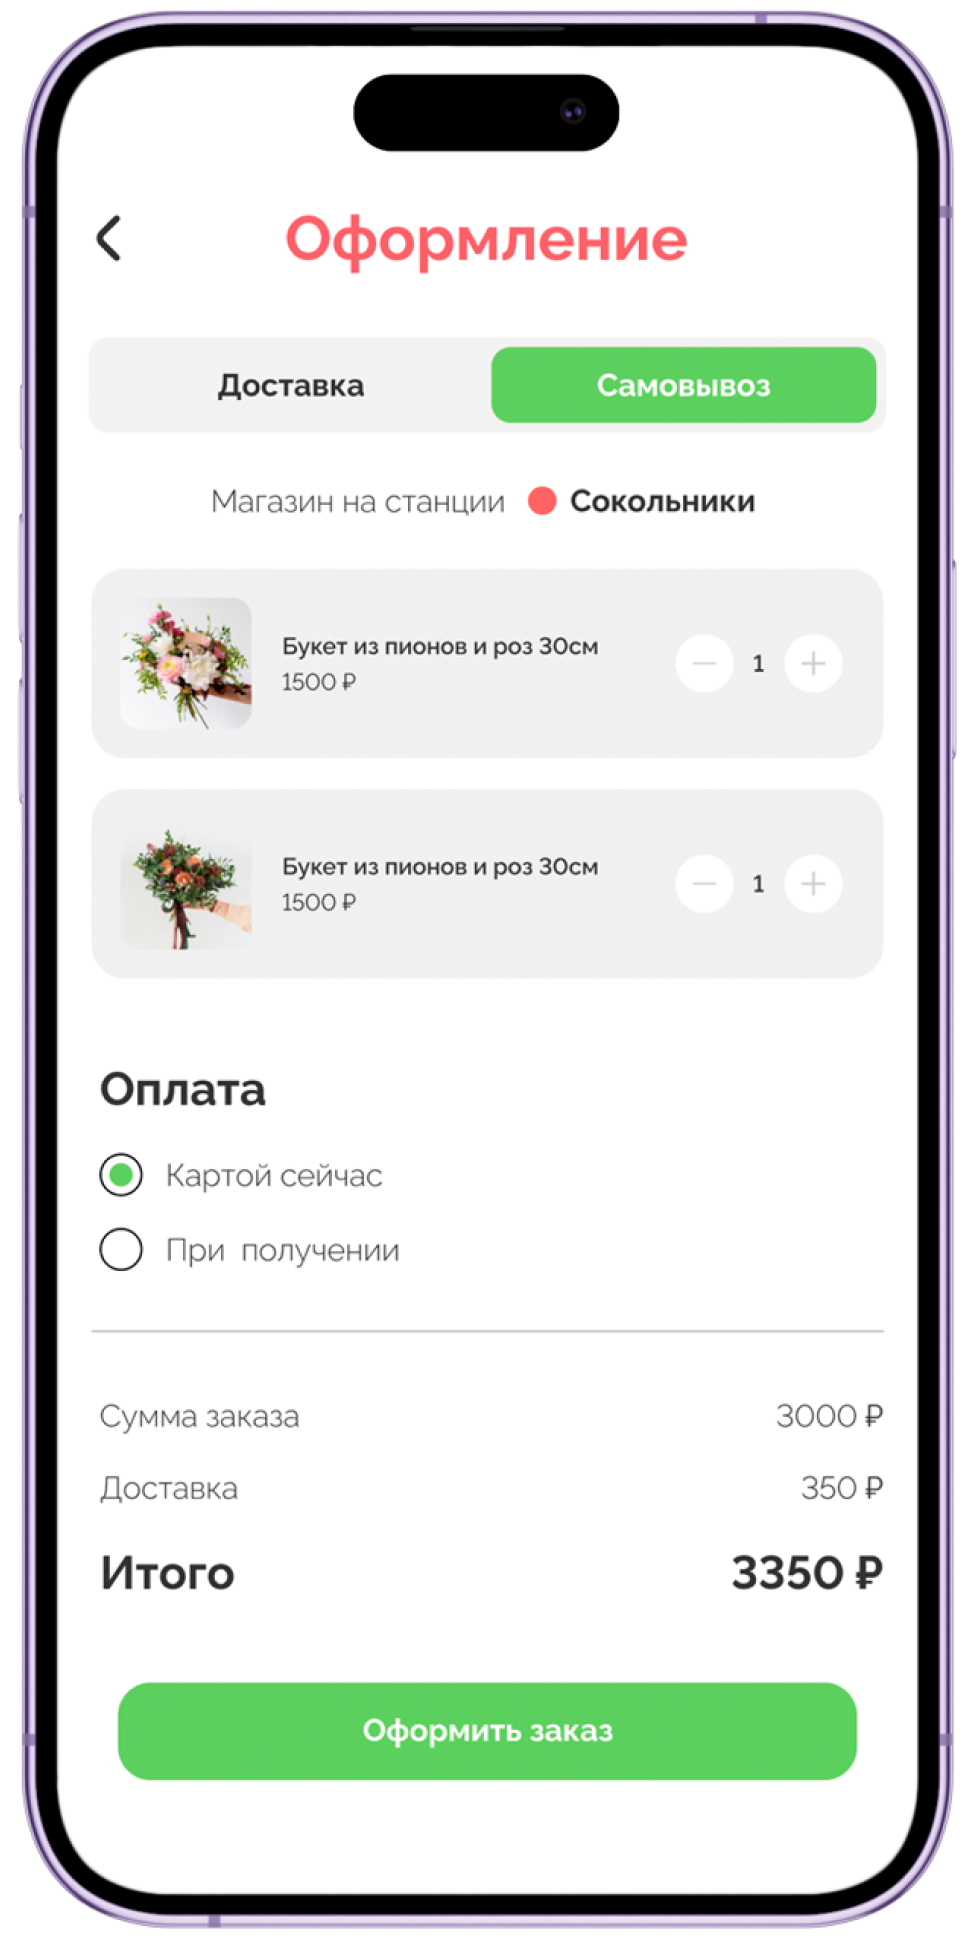 Оформление
Доставка
Самовывоз
Магазин на станции Сокольники
Букет из пионов и роз 30см
1500 ₽
1
Букет из пионов и роз 30см
1500 ₽
1
Оплата
Картой сейчас
При получении
Сумма заказа 3000 ₽
Доставка 350 ₽
Итого 3350 ₽
Оформить заказ